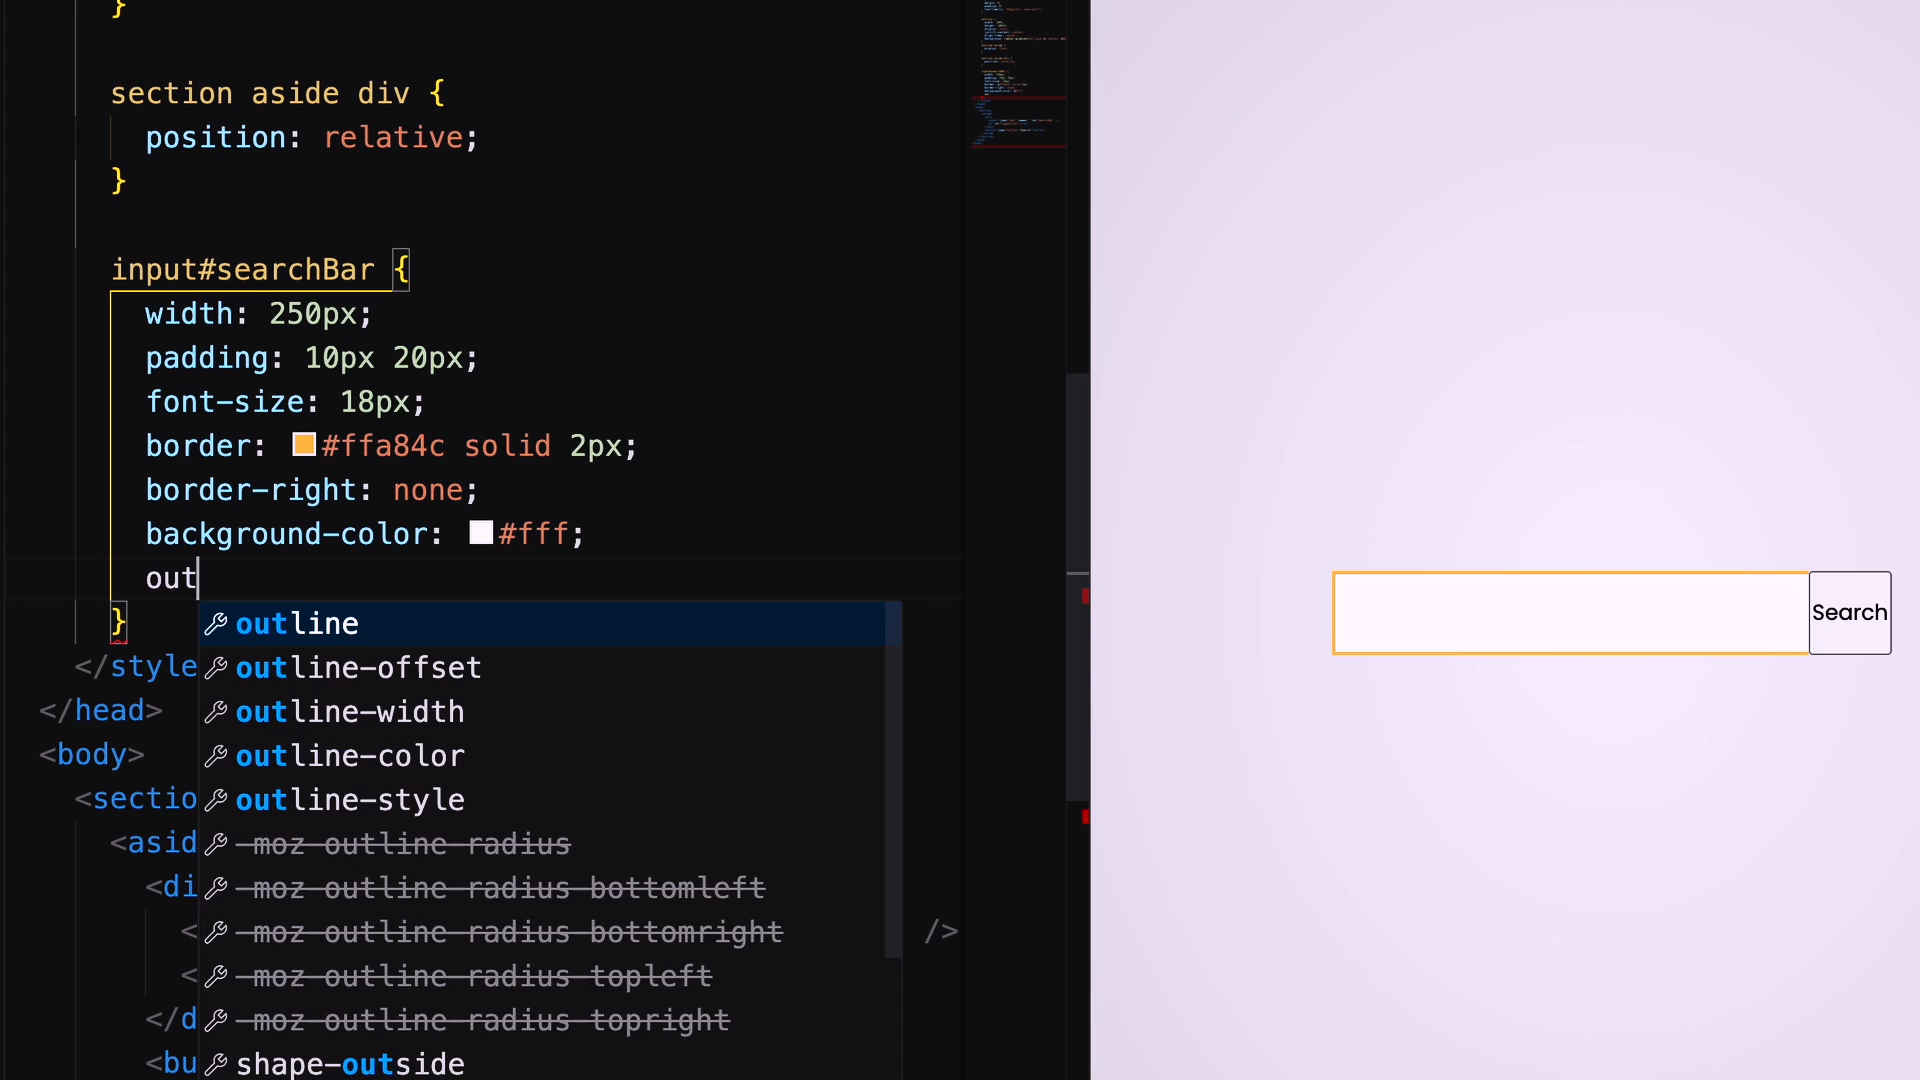 }
section aside div {
position: relative;
}
input#searchBar {
width: 250px;
padding: 10px 20px;
font-size: 18px;
border: #ffa84c solid 2px;
border-right: none;
background-color: #fff;
out
}
outline
</style
outline-offset
</head>
outline-width
<body>
outline-color
<sectio
outline-style
<asid
-moz-outline-radius
<di
-moz-outline-radius-bottomleft
<
-moz-outline-radius-bottomright
/>
<
-moz-outline-radius-topleft
</d
-moz-outline-radius-topright
<bu
shape-outside
Search